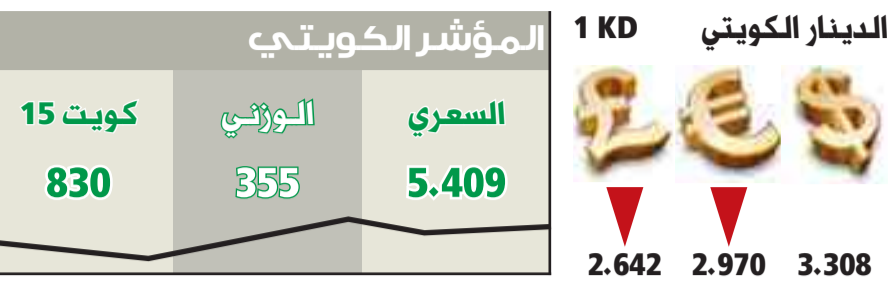 الدينار الكويتي 1 KD
3.308 2.970 2.642
المؤشر الكويتي
السعري الوزني كويت 15
5.409 355 830